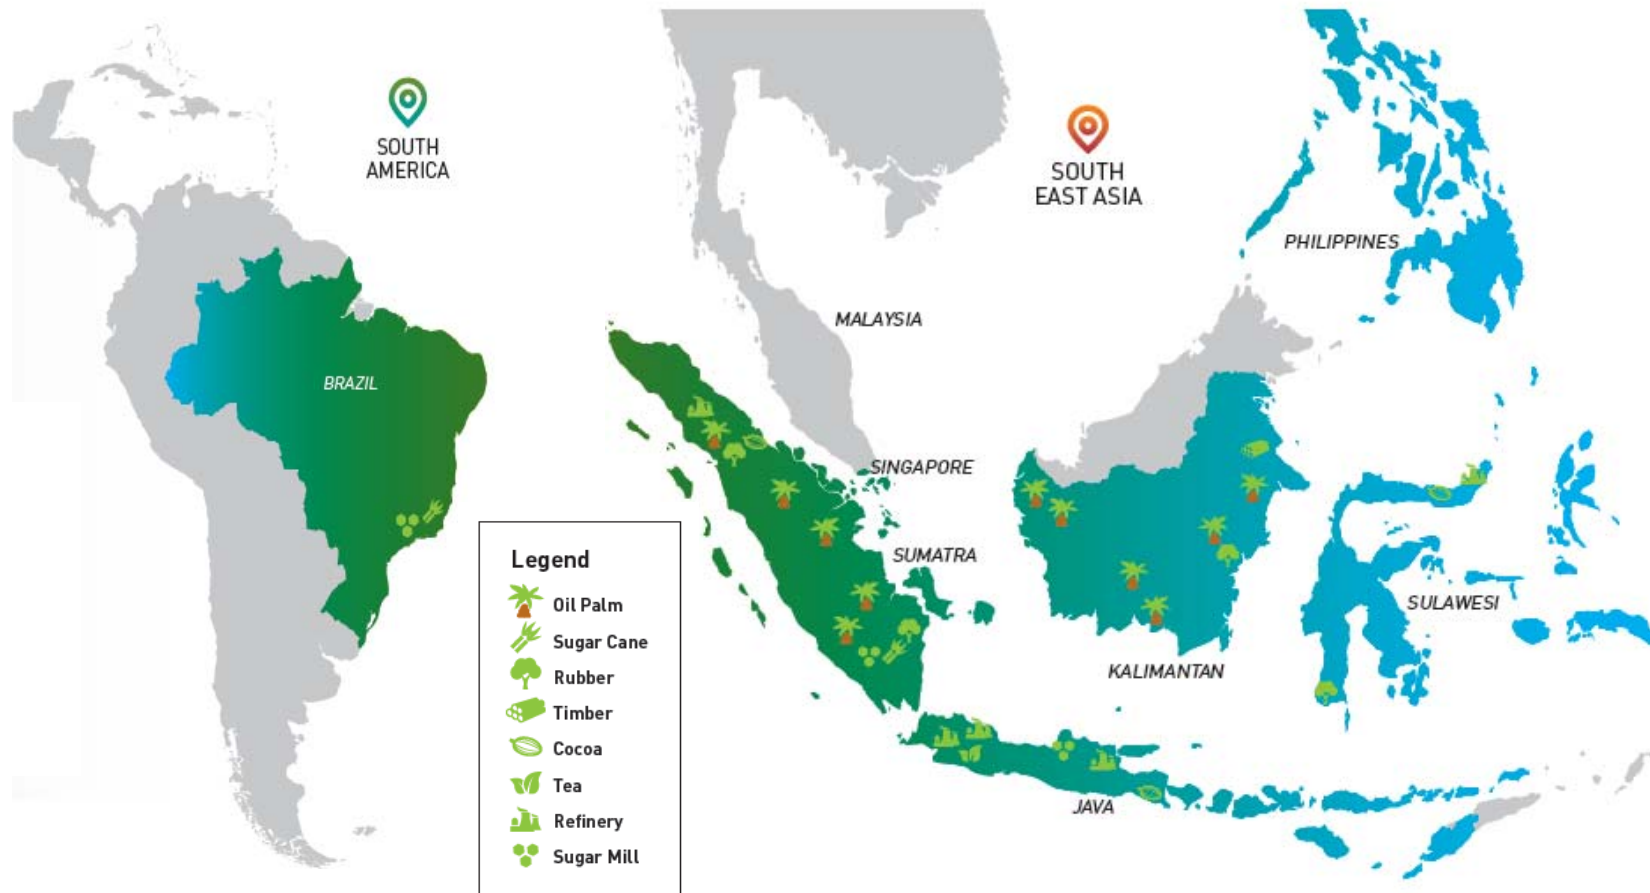 SOUTH
AMERICA
SOUTH
EAST ASIA
PHILIPPINES
MALAYSIA
BRAZIL
SINGAPORE
SUMATRA
SULAWESI
KALIMANTAN
JAVA
Legend
Oil Palm
Sugar Cane
Rubber
Timber
Cocoa
Tea
Refinery
Sugar Mill